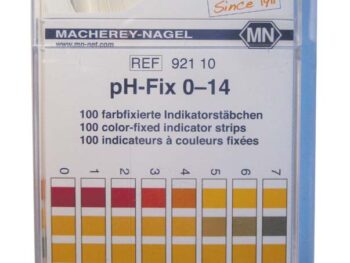 Since 1911
MACHEREY-NAGEL
www.mn-net.com
MN
REF 921 10
pH-Fix 0–14
100 farbfixierte Indikatorstäbchen
100 color-fixed indicator strips
100 indicateurs à couleurs fixées
0 1 2 3 4 5 6 7